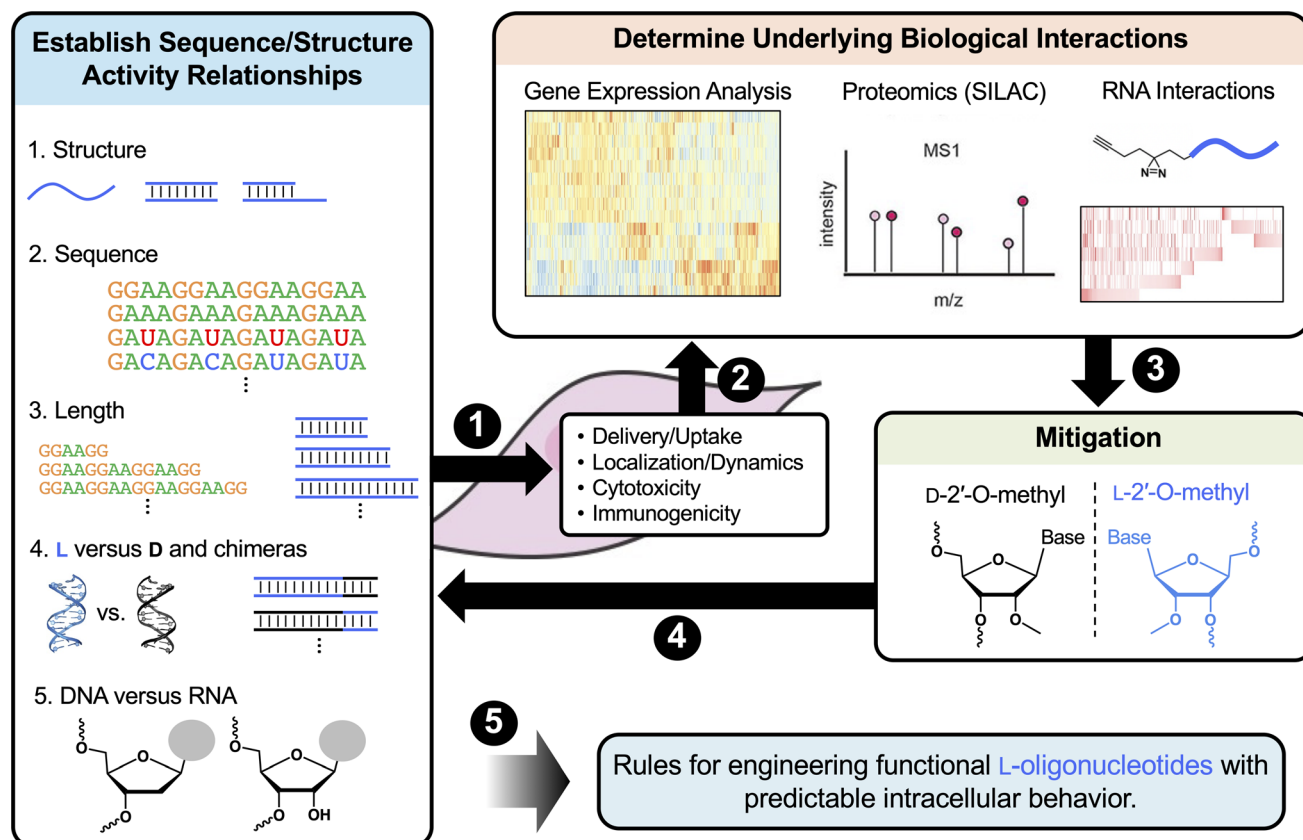 Establish Sequence/Structure
Activity Relationships
1. Structure
2. Sequence
GGAAGGAAGGAAGGAA
GAAAGAAAGAAAGAAA
GAUAGAUAGAUAGAUA
GACAGACAGAUAGAUA
⋮
3. Length
GGAAGG
GGAAGGAAGGAAGG
GGAAGGAAGGAAGGAAGG
⋮
⋮
4. L versus D and chimeras
vs.
⋮
5. DNA versus RNA
O
O
O
O
O
O
OH
Determine Underlying Biological Interactions
Gene Expression Analysis
Proteomics (SILAC)
MS1
intensity
m/z
RNA Interactions
N=N
1
• Delivery/Uptake
• Localization/Dynamics
• Cytotoxicity
• Immunogenicity
2
3
Mitigation
D-2′-O-methyl
O
O
Base
O
O
L-2′-O-methyl
Base
O
O
O
O
4
5
Rules for engineering functional L-oligonucleotides with
predictable intracellular behavior.